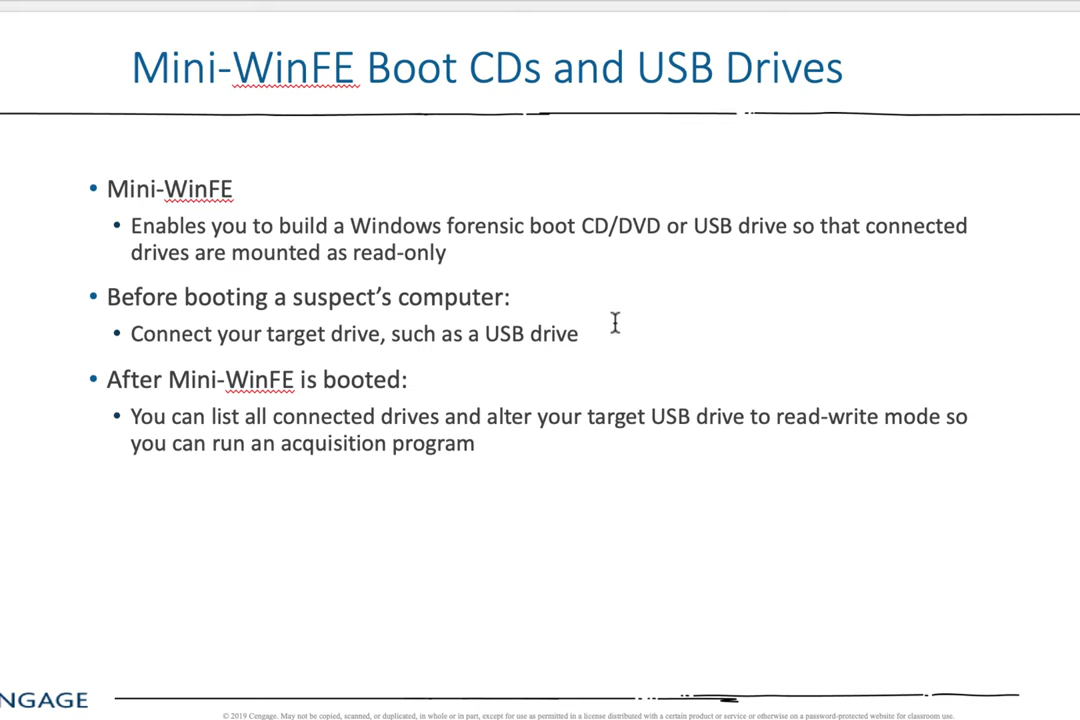 Mini-WinFE Boot CDs and USB Drives
• Mini-WinFE
• Enables you to build a Windows forensic boot CD/DVD or USB drive so that connected
drives are mounted as read-only
• Before booting a suspect’s computer:
• Connect your target drive, such as a USB drive
• After Mini-WinFE is booted:
• You can list all connected drives and alter your target USB drive to read-write mode so
you can run an acquisition program
NGAGE
© 2019 Cengage. May not be copied, scanned, or duplicated, in whole or in part, except for use as permitted in a license distributed with a certain product or service or otherwise on a password-protected website for classroom use.